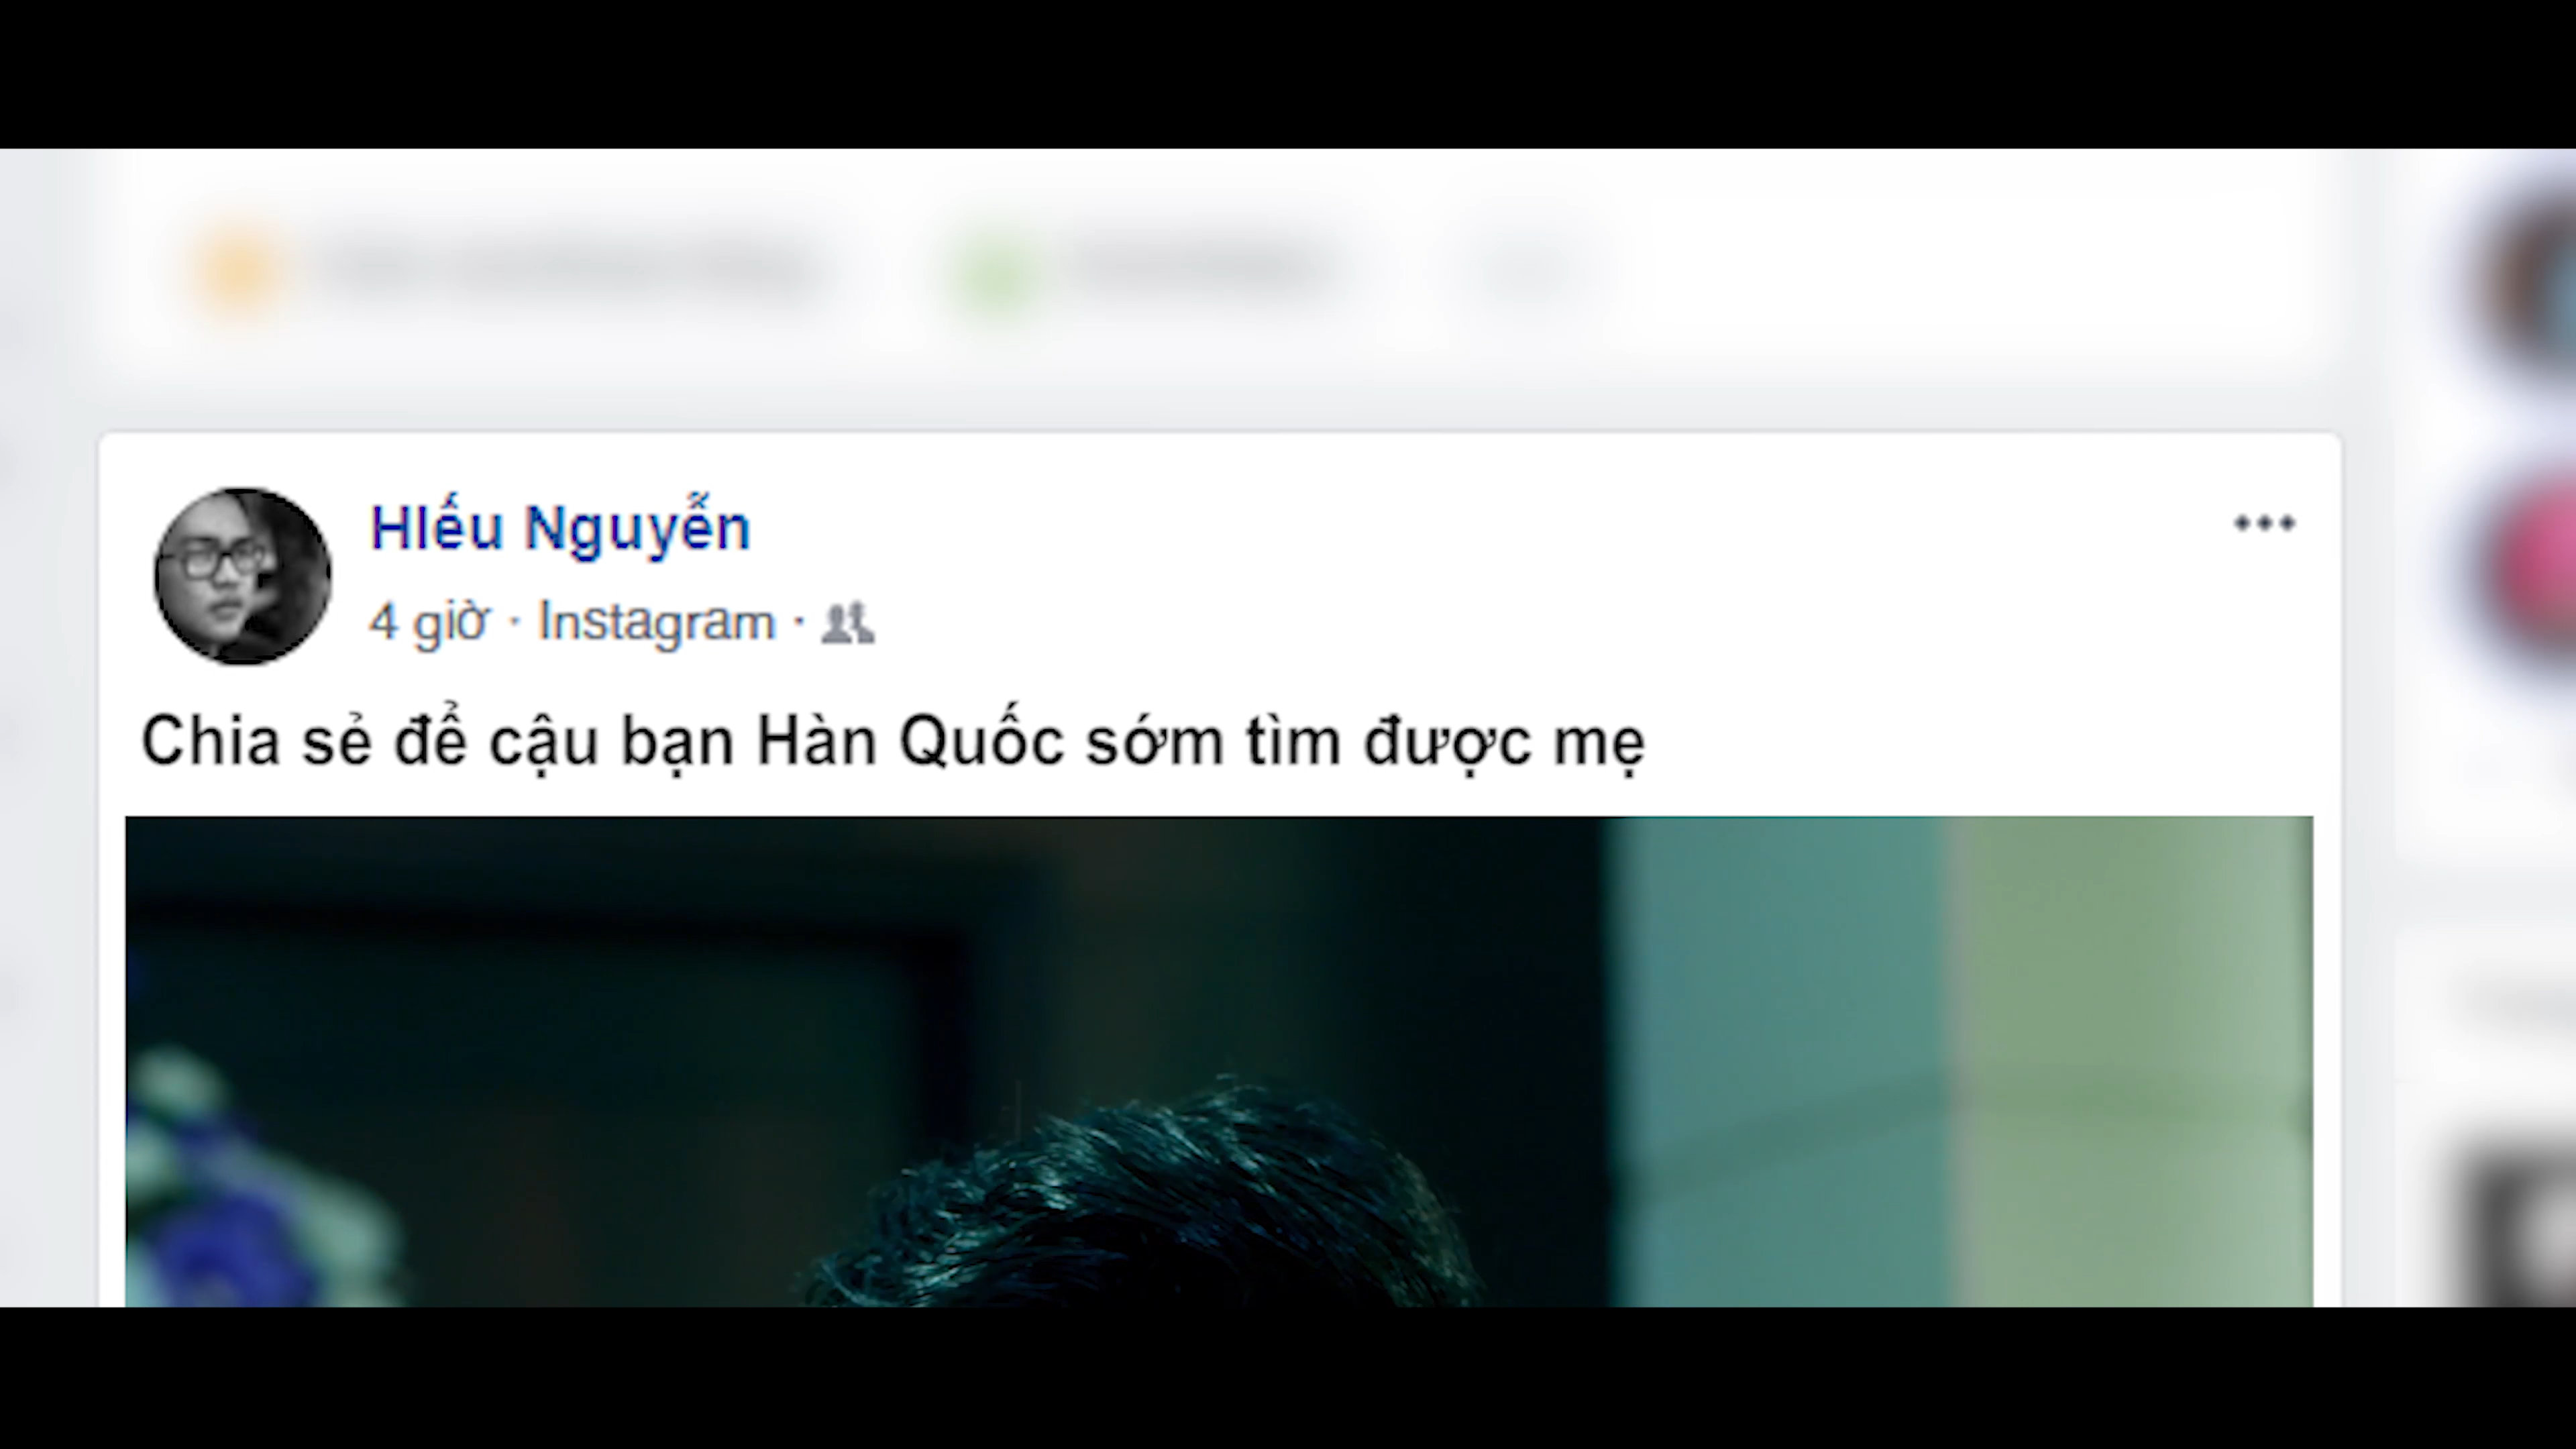 HIếu Nguyễn
4 giờ · Instagram ·
Chia sẻ để cậu bạn Hàn Quốc sớm tìm được mẹ